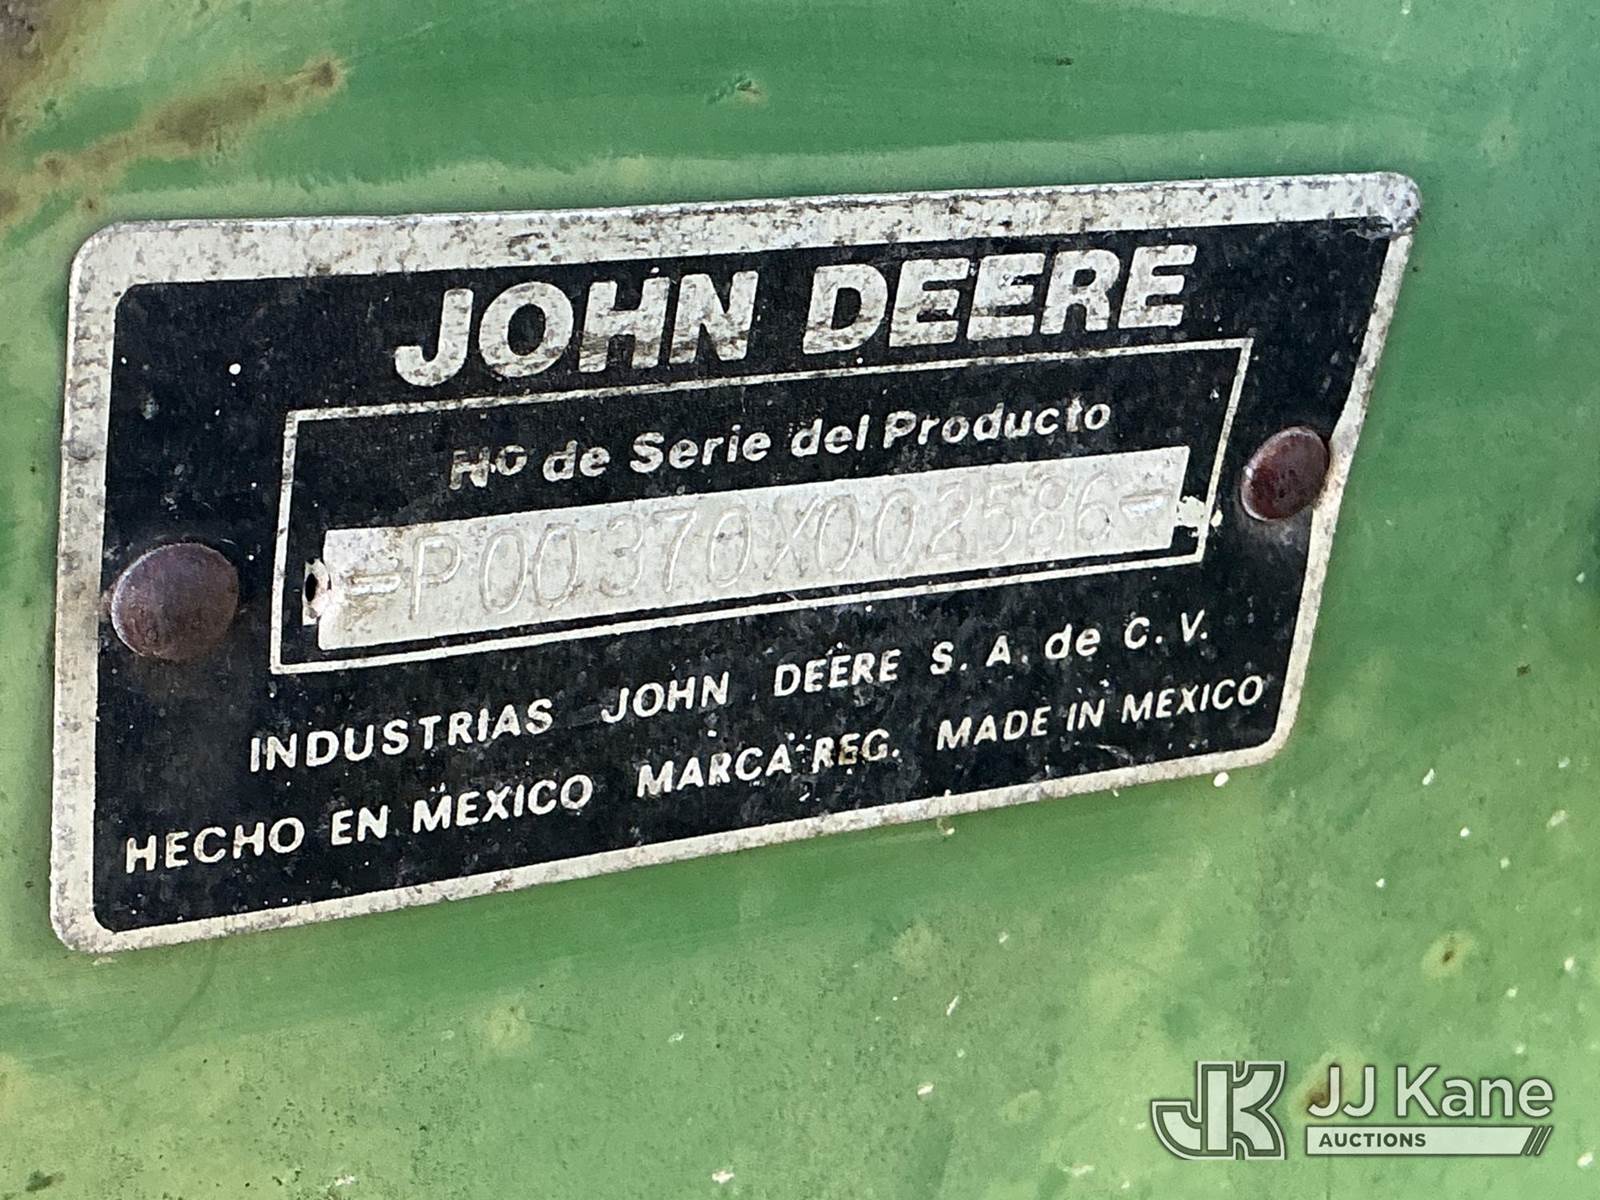 JOHN DEERE
Nº de Serie del Producto
-P00370X002586-
INDUSTRIAS JOHN DEERE S. A. de C. V.
HECHO EN MEXICO MARCA REG. MADE IN MEXICO
JK JJ Kane
AUCTIONS